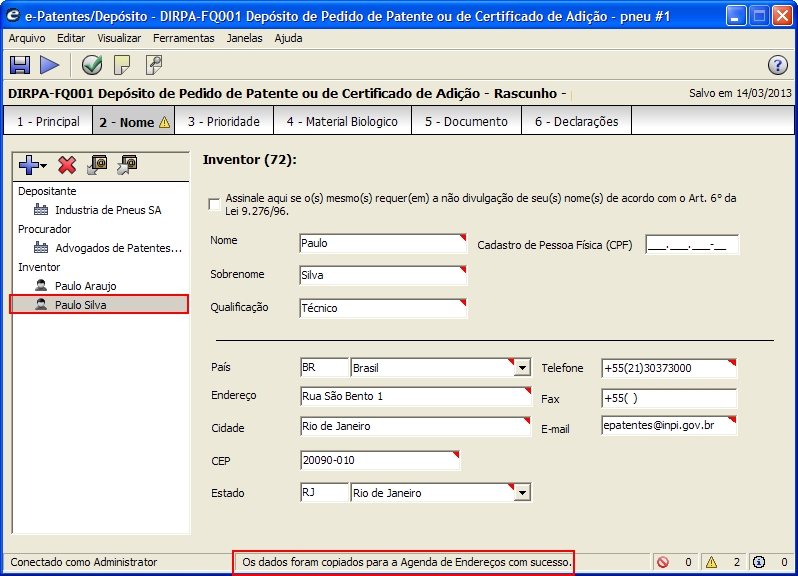 e-Patentes/Depósito - DIRPA-FQ001 Depósito de Pedido de Patente ou de Certificado de Adição - pneu #1
Arquivo Editar Visualizar Ferramentas Janelas Ajuda
DIRPA-FQ001 Depósito de Pedido de Patente ou de Certificado de Adição - Rascunho -
Salvo em 14/03/2013
1 - Principal
2 - Nome
3 - Prioridade
4 - Material Biologico
5 - Documento
6 - Declarações
Depositante
Industria de Pneus SA
Procurador
Advogados de Patentes...
Inventor
Paulo Araujo
Paulo Silva
Inventor (72):
Assinale aqui se o(s) mesmo(s) requer(em) a não divulgação de seu(s) nome(s) de acordo com o Art. 6° da
Lei 9.276/96.
Nome Paulo Cadastro de Pessoa Física (CPF) ___.___.___-__
Sobrenome Silva
Qualificação Técnico
País BR Brasil Telefone +55(21)30373000
Endereço Rua São Bento 1 Fax +55( )
Cidade Rio de Janeiro E-mail epatentes@inpi.gov.br
CEP 20090-010
Estado RJ Rio de Janeiro
Conectado como Administrator
Os dados foram copiados para a Agenda de Endereços com sucesso.
0 2 0